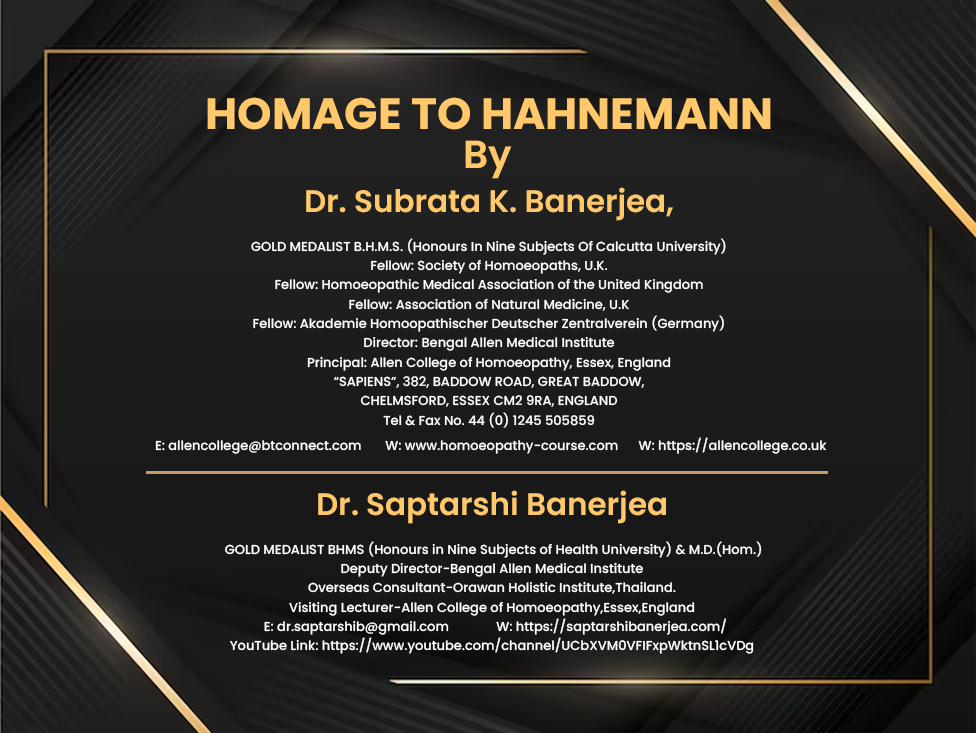 HOMAGE TO HAHNEMANN
By
Dr. Subrata K. Banerjea,
GOLD MEDALIST B.H.M.S. (Honours In Nine Subjects Of Calcutta University)
Fellow: Society of Homoeopaths, U.K.
Fellow: Homoeopathic Medical Association of the United Kingdom
Fellow: Association of Natural Medicine, U.K
Fellow: Akademie Homoopathischer Deutscher Zentralverein (Germany)
Director: Bengal Allen Medical Institute
Principal: Allen College of Homoeopathy, Essex, England
"SAPIENS", 382, BADDOW ROAD, GREAT BADDOW,
CHELMSFORD, ESSEX CM2 9RA, ENGLAND
Tel & Fax No. 44 (0) 1245 505859
E: allencollege@btconnect.com W: www.homoeopathy-course.com W: https://allencollege.co.uk
Dr. Saptarshi Banerjea
GOLD MEDALIST BHMS (Honours in Nine Subjects of Health University) & M.D.(Hom.)
Deputy Director-Bengal Allen Medical Institute
Overseas Consultant-Orawan Holistic Institute,Thailand.
Visiting Lecturer-Allen College of Homoeopathy,Essex,England
E: dr.saptarshib@gmail.com W: https://saptarshibanerjea.com/
YouTube Link: https://www.youtube.com/channel/UCbXVM0VFIFxpWktnSL1cVDg